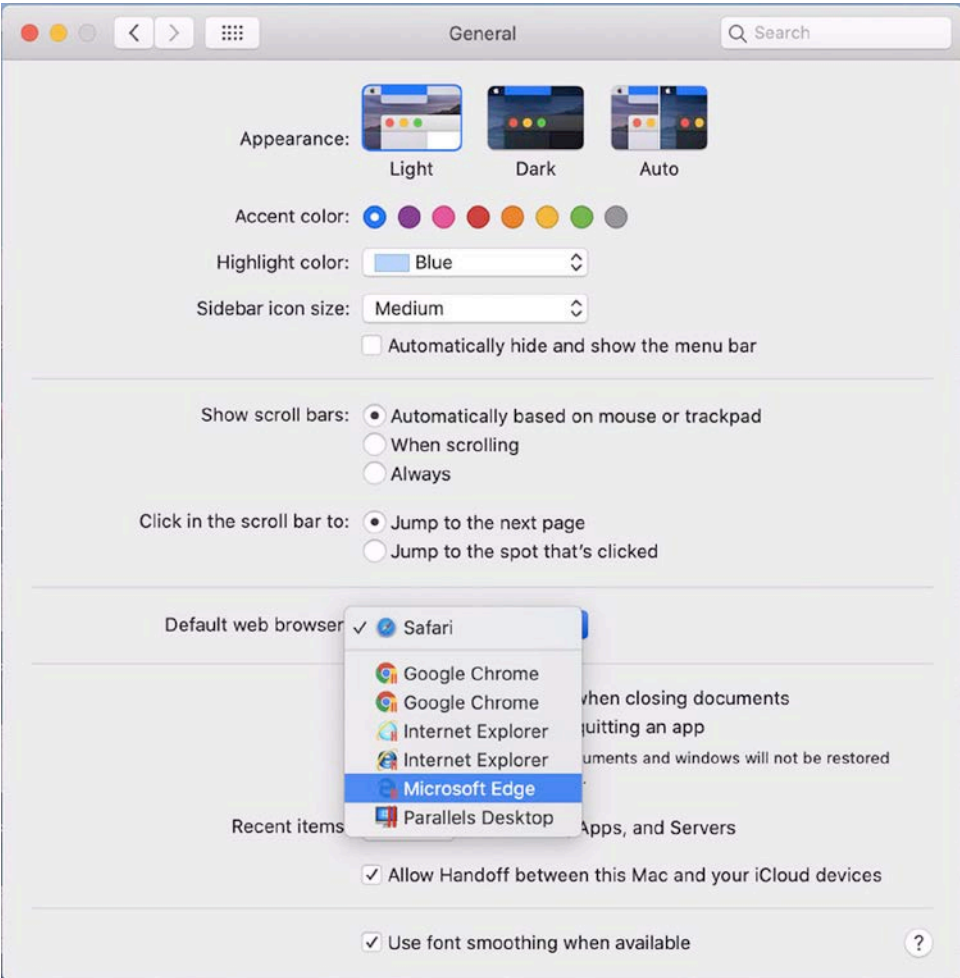 General
Search
Appearance:
Light Dark Auto
Accent color:
Highlight color: Blue
Sidebar icon size: Medium
Automatically hide and show the menu bar
Show scroll bars: Automatically based on mouse or trackpad
When scrolling
Always
Click in the scroll bar to: Jump to the next page
Jump to the spot that's clicked
Default web browser ✓ Safari
Google Chrome
Google Chrome
when closing documents
Internet Explorer
quitting an app
Internet Explorer
and windows will not be restored
Microsoft Edge
Parallels Desktop
Recent items Apps, and Servers
Allow Handoff between this Mac and your iCloud devices
Use font smoothing when available
?